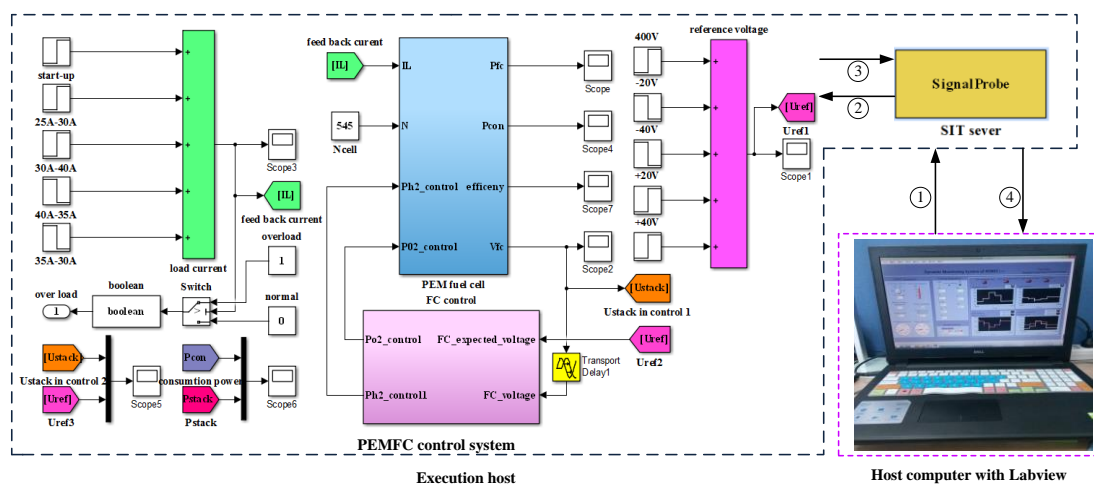 start-up
25A-30A
30A-40A
40A-35A
35A-30A
+
+
+
+
+
load current
Scope3
[IL]
feed back current
overload
1
Switch
>
normal
0
boolean
boolean
over load
1
[Ustack]
Ustack in control 2
[Uref]
Uref3
Scope5
Pcon
consumtion power
Pstack
Pstack
Scope6
feed back curent
[IL]
545
Ncell
IL
N
Ph2_control
P02_control
Pfc
Pcon
efficeny
Vfc
PEM fuel cell
FC control
Scope
Scope4
Scope7
Scope2
[Ustack]
Ustack in control 1
Po2_control
Ph2_control1
FC_expected_voltage
FC_voltage
[Uref]
Uref2
Transport
Delay1
400V
-20V
-40V
+20V
+40V
reference voltage
+
+
+
+
+
[Uref]
Uref1
Scope1
3
2
SignalProbe
SIT sever
1
4
DELL
PEMFC control system
Execution host
Host computer with Labview